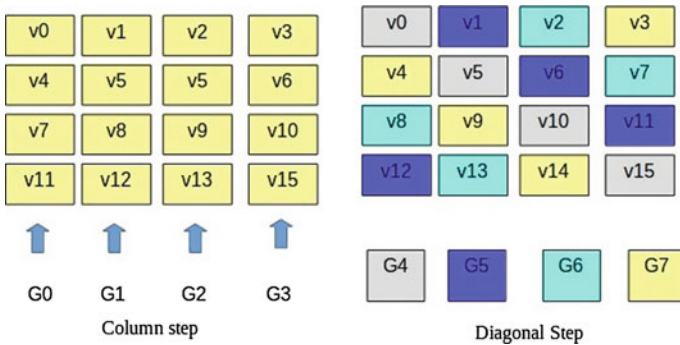 v0 v1 v2 v3
v4 v5 v5 v6
v7 v8 v9 v10
v11 v12 v13 v15
G0 G1 G2 G3
Column step
v0 v1 v2 v3
v4 v5 v6 v7
v8 v9 v10 v11
v12 v13 v14 v15
G4 G5 G6 G7
Diagonal Step